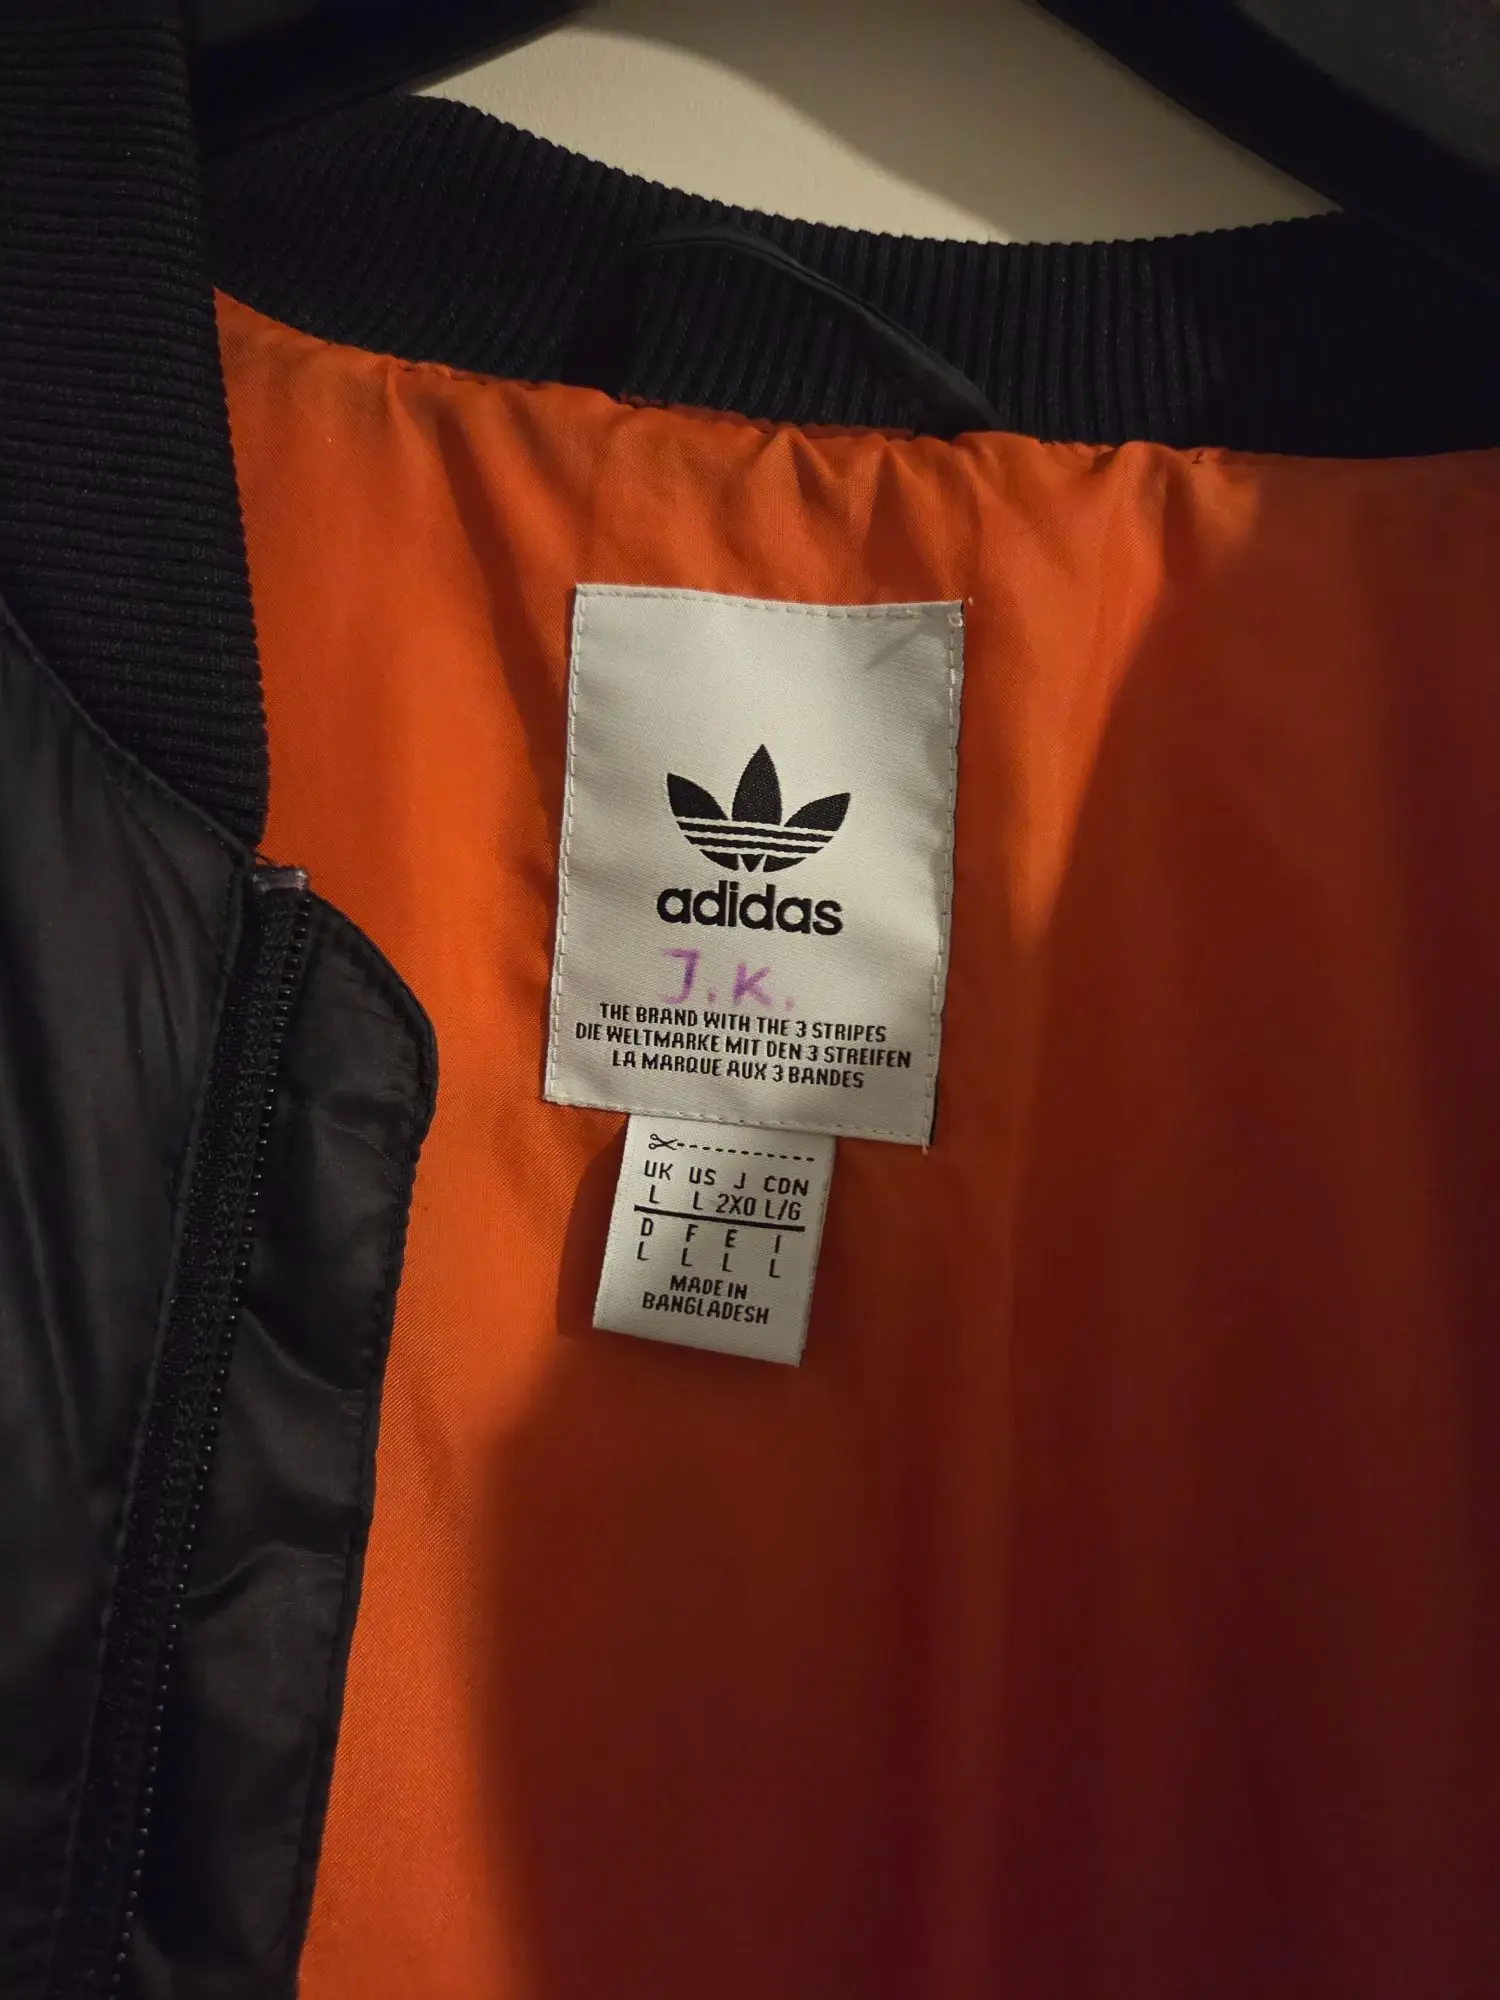 adidas
J.K.
THE BRAND WITH THE 3 STRIPES
DIE WELTMARKE MIT DEN 3 STREIFEN
LA MARQUE AUX 3 BANDES
UK US J CDN
L L 2XO L/G
D F E I
L L L L
MADE IN
BANGLADESH